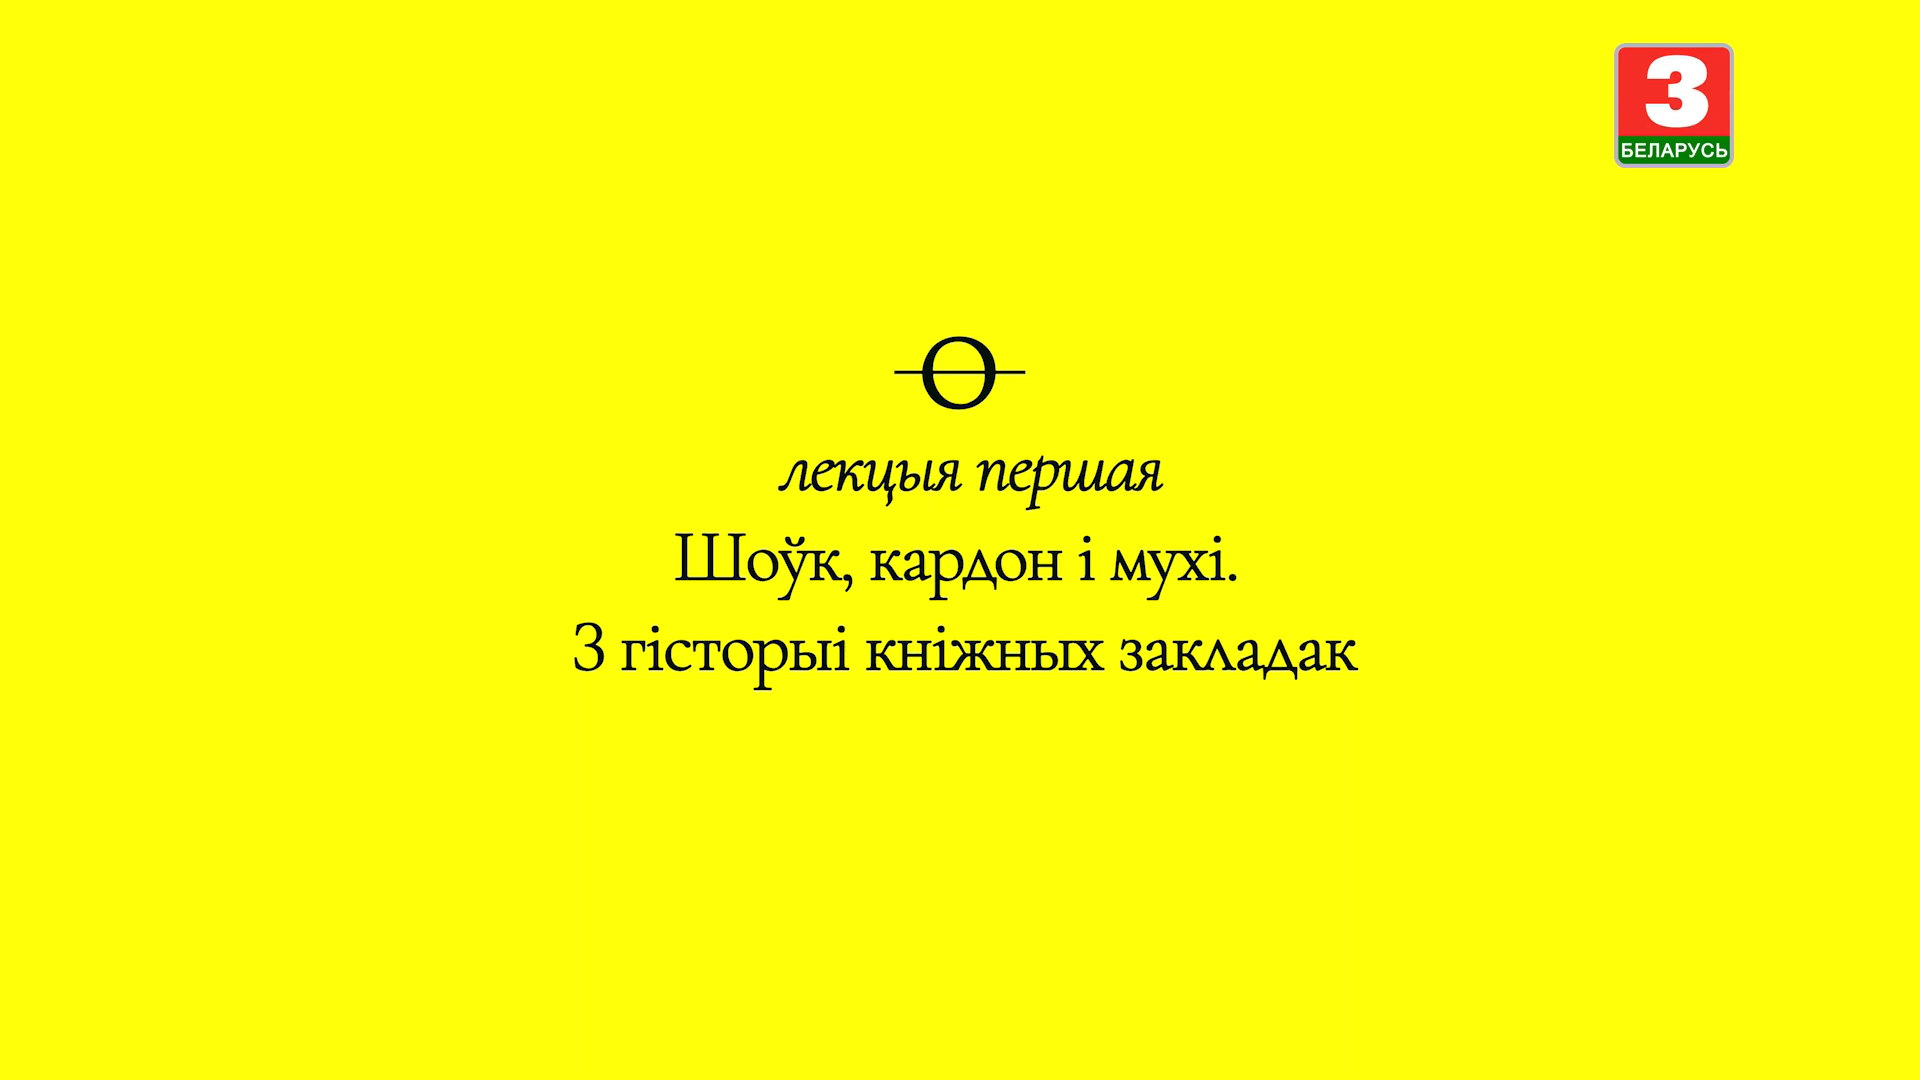 3
БЕЛАРУСЬ
О
лекцыя першая
Шоўк, кардон і мухі.
З гісторыі кніжных закладак